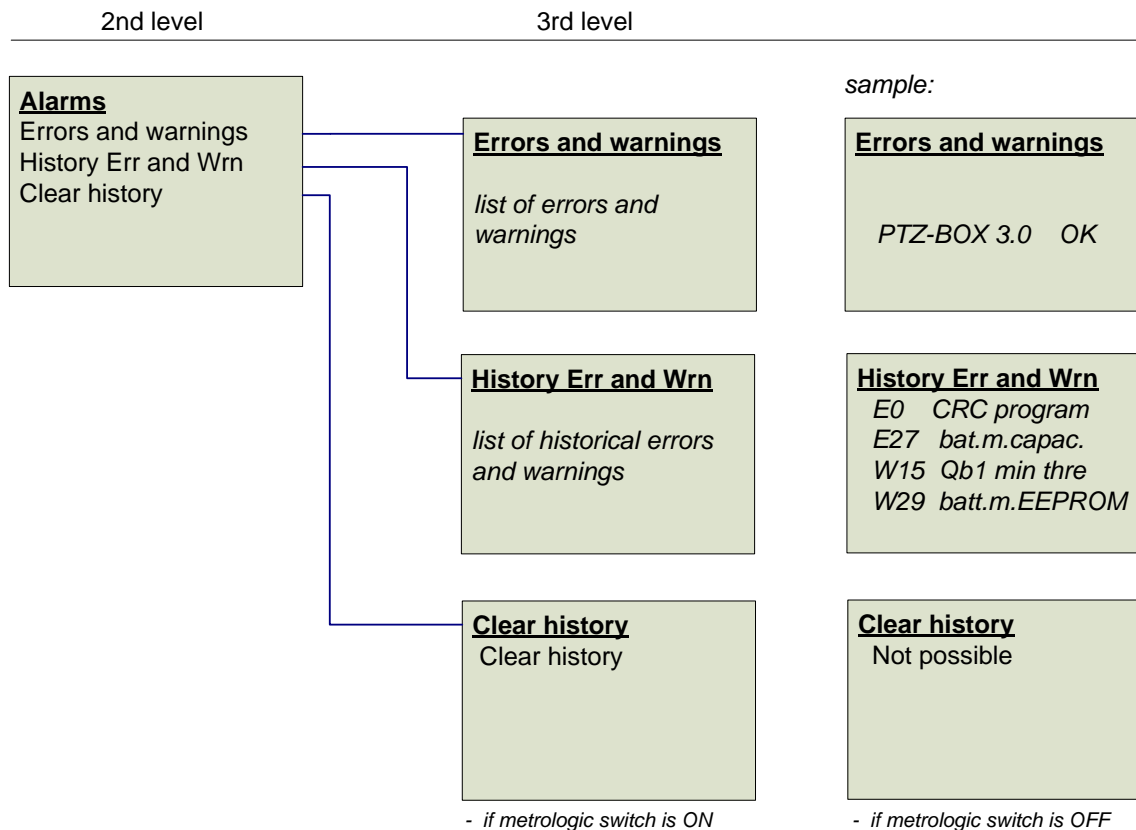 2nd level
3rd level
Alarms
Errors and warnings
History Err and Wrn
Clear history
sample:
Errors and warnings
list of errors and
warnings
Errors and warnings
PTZ-BOX 3.0 OK
History Err and Wrn
list of historical errors
and warnings
History Err and Wrn
E0 CRC program
E27 bat.m.capac.
W15 Qb1 min thre
W29 batt.m.EEPROM
Clear history
Clear history
- if metrologic switch is ON
Clear history
Not possible
- if metrologic switch is OFF